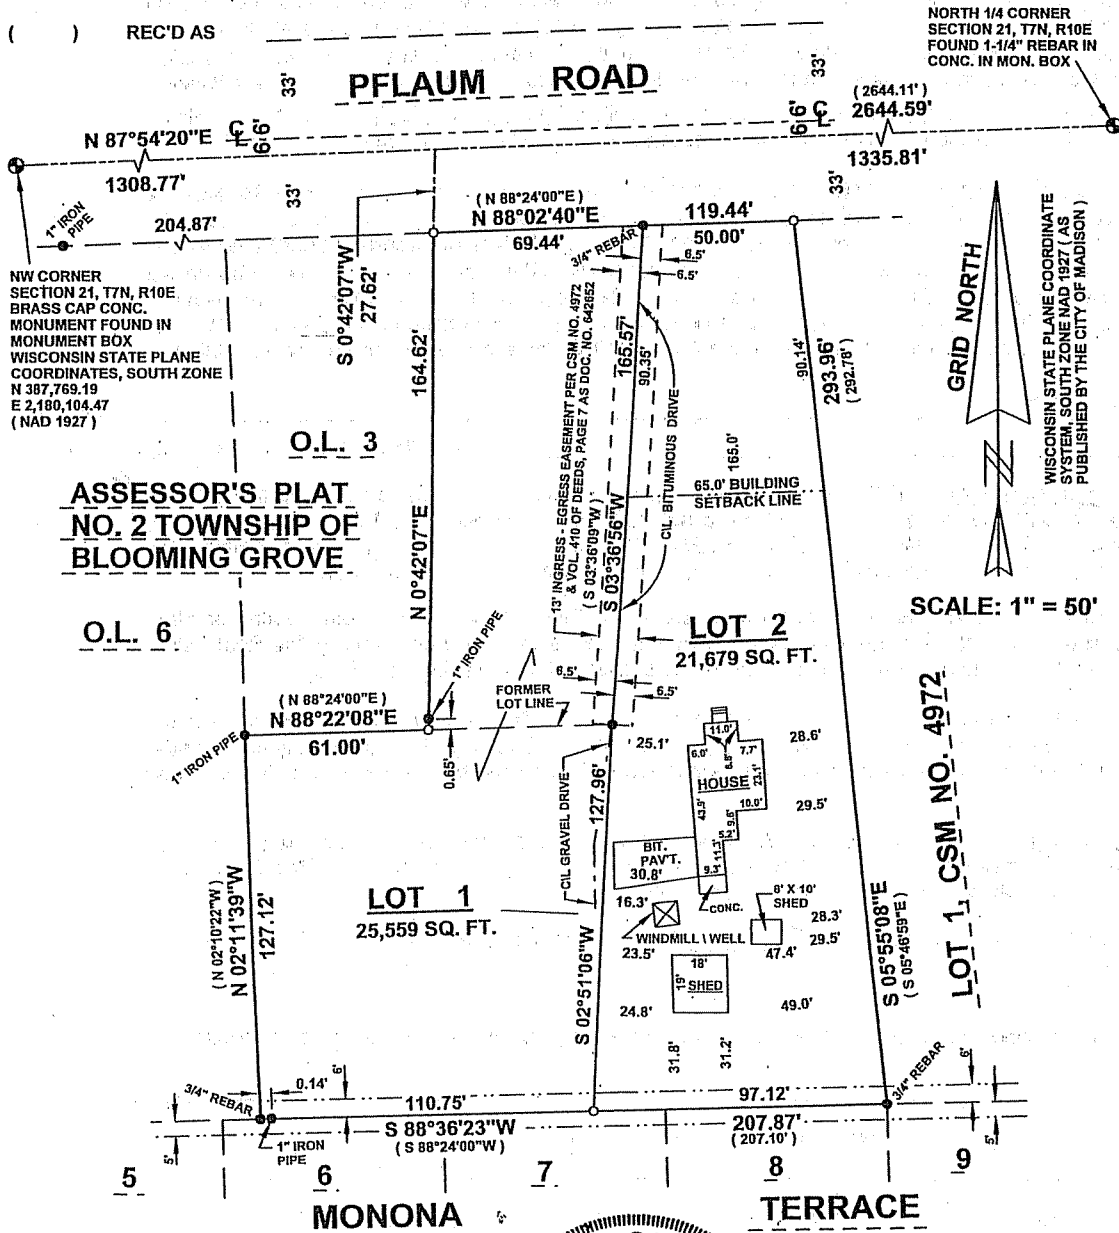 ( ) REC'D AS
NORTH 1/4 CORNER
SECTION 21, T7N, R10E
FOUND 1-1/4" REBAR IN
CONC. IN MON. BOX
33'
PFLAUM ROAD
33'
( 2644.11' )
2644.59'
N 87°54'20"E
C L
66'
66'
C L
1308.77'
1335.81'
33'
33'
1" IRON
PIPE
204.87'
( N 88°24'00"E )
N 88°02'40"E
119.44'
69.44'
50.00'
3/4" REBAR
6.5'
6.5'
NW CORNER
SECTION 21, T7N, R10E
BRASS CAP CONC.
MONUMENT FOUND IN
MONUMENT BOX
WISCONSIN STATE PLANE
COORDINATES, SOUTH ZONE
N 387,769.19
E 2,180,104.47
( NAD 1927 )
S 0°42'07"W
27.62'
164.62'
N 0°42'07"E
13' INGRESS - EGRESS EASEMENT PER CSM NO. 4972
& VOL. 410 OF DEEDS, PAGE 7 AS DOC. NO. 642652
( S 03°36'09"W )
S 03°36'56"W
165.57'
90.35'
C\L BITUMINOUS DRIVE
90.14'
293.96'
( 292.78' )
165.0'
65.0' BUILDING
SETBACK LINE
GRID NORTH
WISCONSIN STATE PLANE COORDINATE
SYSTEM, SOUTH ZONE NAD 1927 ( AS
PUBLISHED BY THE CITY OF MADISON )
SCALE: 1" = 50'
O.L. 3
ASSESSOR'S PLAT
NO. 2 TOWNSHIP OF
BLOOMING GROVE
O.L. 6
LOT 2
21,679 SQ. FT.
1" IRON PIPE
6.5'
6.5'
FORMER
LOT LINE
( N 88°24'00"E )
N 88°22'08"E
61.00'
1" IRON PIPE
0.65'
25.1'
11.0'
6.0'
6.8'
7.7'
28.6'
HOUSE
23.1'
43.9'
10.0'
29.5'
9.6'
5.2'
11.3'
9.3'
BIT.
PAV'T.
30.8'
CONC.
C\L GRAVEL DRIVE
127.96'
LOT 1
25,559 SQ. FT.
16.3'
8' X 10'
SHED
WINDMILL \ WELL
28.3'
29.5'
23.5'
47.4'
18'
19'
SHED
24.8'
49.0'
31.8'
31.2'
( N 02°10'22"W )
N 02°11'39"W
127.12'
S 02°51'06"W
S 05°55'08"E
( S 05°46'59"E )
LOT 1, CSM NO. 4972
3/4" REBAR
0.14'
6'
110.75'
97.12'
3/4" REBAR
6'
S 88°36'23"W
( S 88°24'00"W )
207.87'
( 207.10' )
5'
1" IRON
PIPE
5'
5 6 7 8 9
MONONA TERRACE